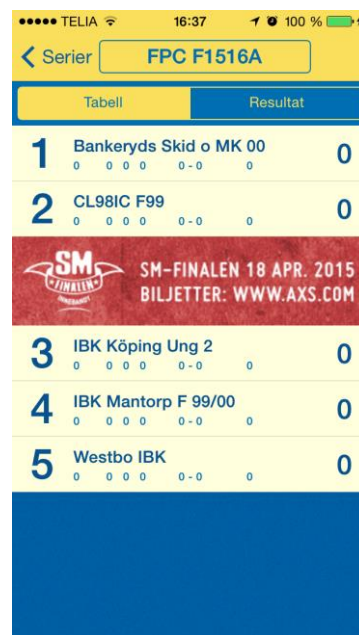 TELIA 16:37 100 %
Serier FPC F1516A
Tabell Resultat
1 Bankeryds Skid o MK 00 0
0 0 0 0 0-0 0
2 CL98IC F99 0
0 0 0 0 0-0 0
SM FINALEN INNEBANDY
SM-FINALEN 18 APR. 2015
BILJETTER: WWW.AXS.COM
3 IBK Köping Ung 2 0
0 0 0 0 0-0 0
4 IBK Mantorp F 99/00 0
0 0 0 0 0-0 0
5 Westbo IBK 0
0 0 0 0 0-0 0